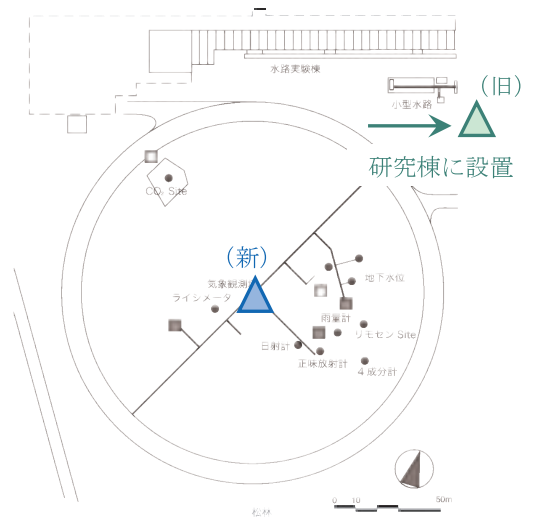 水路実験棟
(旧)
小型水路
研究棟に設置
CO₂ Site
(新)
気象観測
地下水位
ライシメータ
雨量計
リモセン Site
日射計
正味放射計
4成分計
0 10 50m
松林